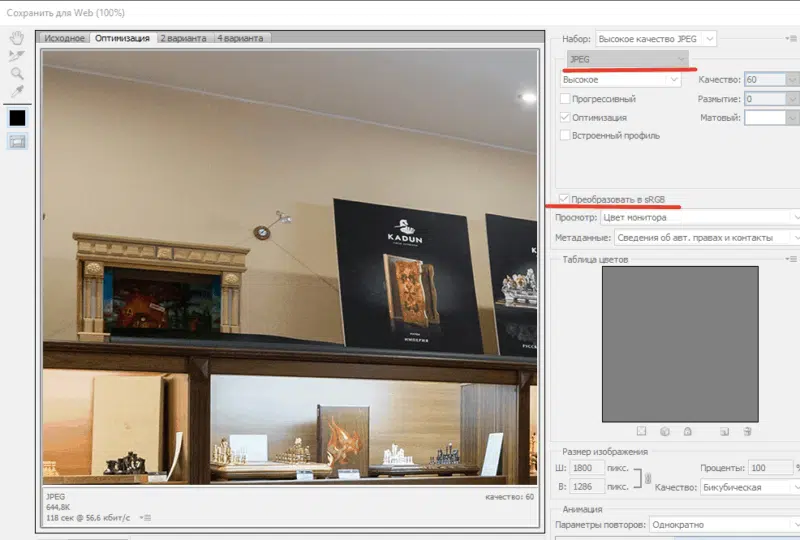 Сохранить для Web (100%)
Исходное Оптимизация 2 варианта 4 варианта
Набор: Высокое качество JPEG
JPEG
Высокое Качество: 60
Прогрессивный Размытие: 0
Оптимизация Матовый:
Встроенный профиль
Преобразовать в sRGB
Просмотр: Цвет монитора
Метаданные: Сведения об авт. правах и контакты
Таблица цветов
KADUN
ИМПЕРИЯ
Размер изображения
Ш: 1800 пикс. Проценты: 100 %
В: 1286 пикс. Качество: Бикубическая
JPEG качество: 60
644,8K
118 сек @ 56,6 кбит/с
Анимация
Параметры повторов: Однократно